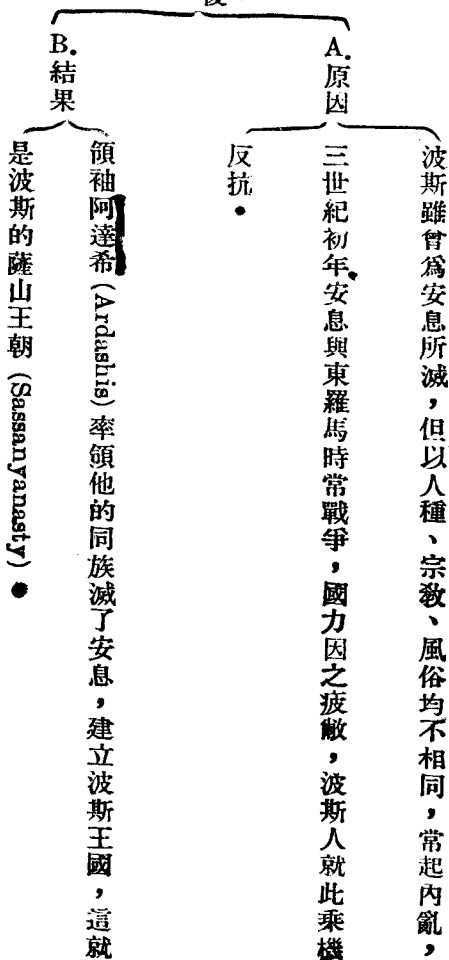 A.原因
波斯雖曾爲安息所滅，但以人種、宗敎、風俗均不相同，常起內亂，
三世紀初年安息與東羅馬時常戰爭，國力因之疲敝，波斯人就此乘機
反抗。
B.結果
領袖阿達希(Ardashis)率領他的同族滅了安息，建立波斯王國，這就
是波斯的薩山王朝(Sassanyanasty)。